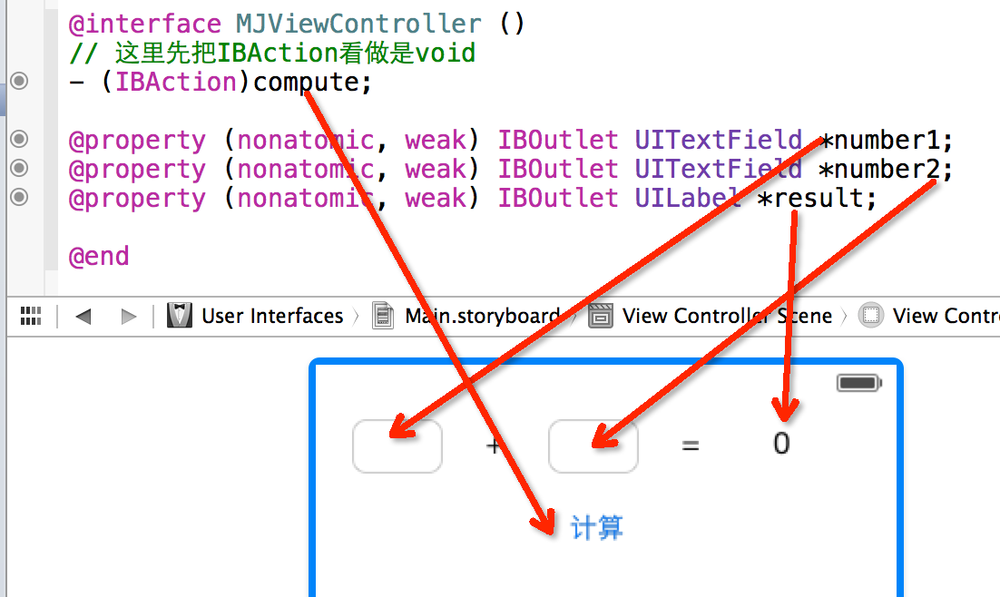 @interface MJViewController ()
// 这里先把IBAction看做是void
- (IBAction)compute;
@property (nonatomic, weak) IBOutlet UITextField *number1;
@property (nonatomic, weak) IBOutlet UITextField *number2;
@property (nonatomic, weak) IBOutlet UILabel *result;
@end
User Interfaces Main.storyboard View Controller Scene View Contr
+ = 0
计算